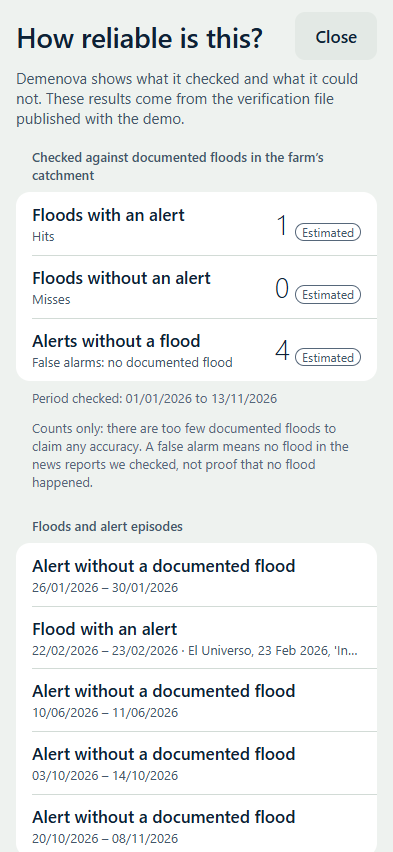 How reliable is this?
Close
Demenova shows what it checked and what it could
not. These results come from the verification file
published with the demo.
Checked against documented floods in the farm's
catchment
Floods with an alert
Hits
1 Estimated
Floods without an alert
Misses
0 Estimated
Alerts without a flood
False alarms: no documented flood
4 Estimated
Period checked: 01/01/2026 to 13/11/2026
Counts only: there are too few documented floods to
claim any accuracy. A false alarm means no flood in the
news reports we checked, not proof that no flood
happened.
Floods and alert episodes
Alert without a documented flood
26/01/2026 – 30/01/2026
Flood with an alert
22/02/2026 – 23/02/2026 · El Universo, 23 Feb 2026, 'In...
Alert without a documented flood
10/06/2026 – 11/06/2026
Alert without a documented flood
03/10/2026 – 14/10/2026
Alert without a documented flood
20/10/2026 – 08/11/2026